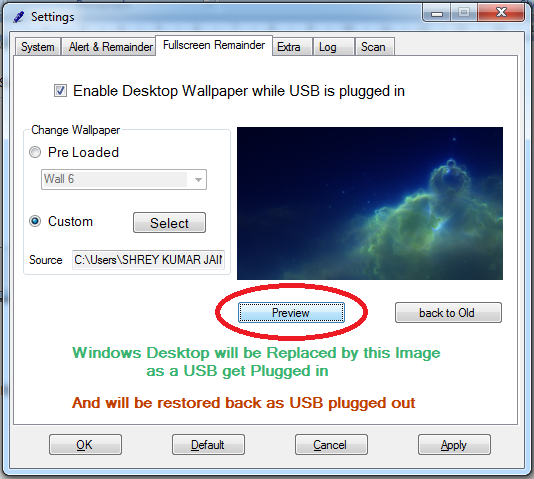 Settings
System Alert & Remainder Fullscreen Remainder Extra Log Scan
Enable Desktop Wallpaper while USB is plugged in
Change Wallpaper
Pre Loaded
Wall 6
Custom Select
Source C:\Users\SHREY KUMAR JAIN
Preview back to Old
Windows Desktop will be Replaced by this Image
as a USB get Plugged in
And will be restored back as USB plugged out
OK Default Cancel Apply